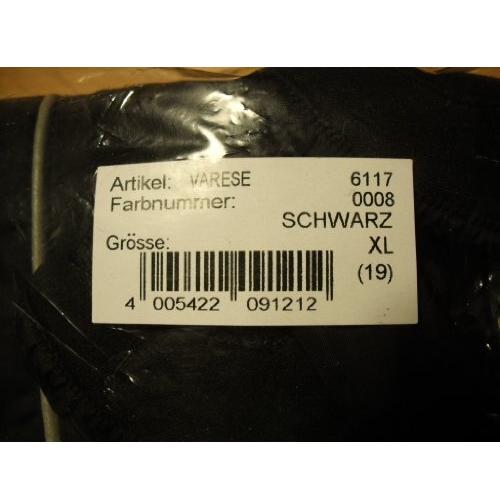 Artikel: VARESE 6117
Farbnummer: 0008
SCHWARZ
Grösse: XL
(19)
4 005422 091212